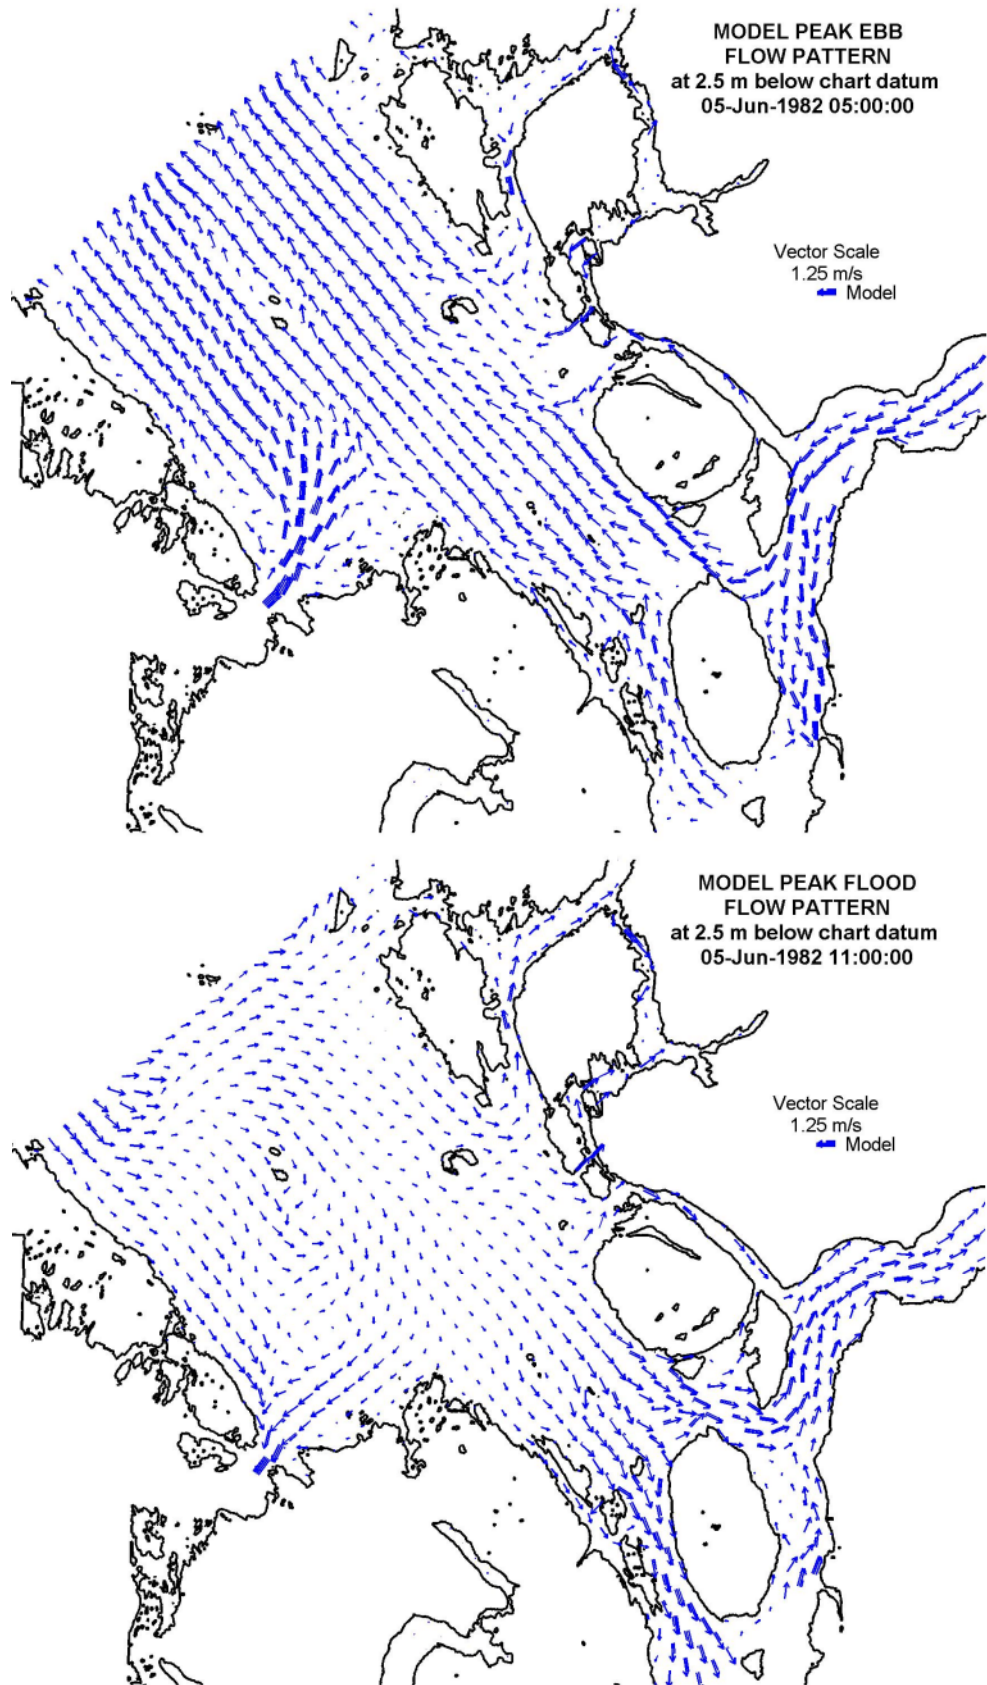 MODEL PEAK EBB
FLOW PATTERN
at 2.5 m below chart datum
05-Jun-1982 05:00:00
Vector Scale
1.25 m/s
Model
MODEL PEAK FLOOD
FLOW PATTERN
at 2.5 m below chart datum
05-Jun-1982 11:00:00
Vector Scale
1.25 m/s
Model